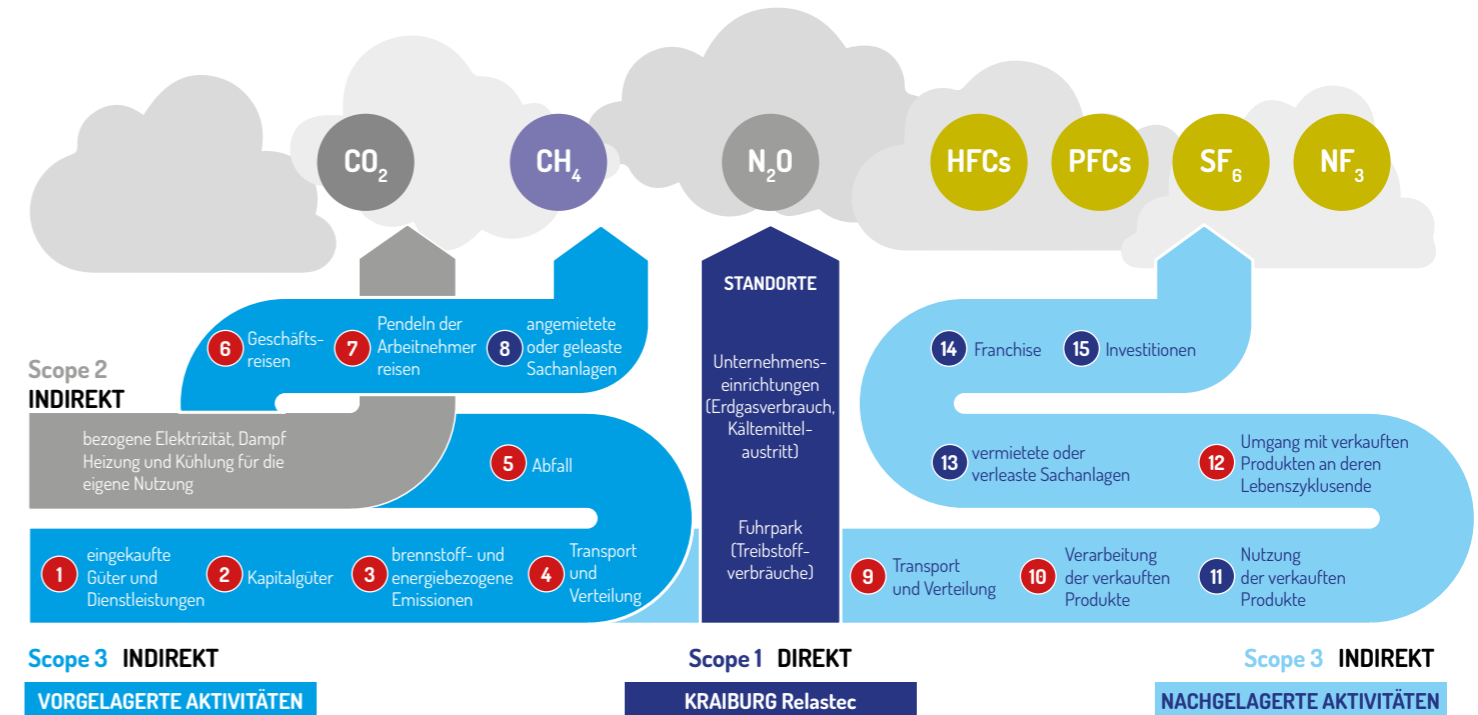 CO2
CH4
N2O
HFCs
PFCs
SF6
NF3
Scope 2
INDIREKT
bezogene Elektrizität, Dampf
Heizung und Kühlung für die
eigene Nutzung
6
Geschäfts-
reisen
7
Pendeln der
Arbeitnehmer
reisen
8
angemietete
oder geleaste
Sachanlagen
5
Abfall
1
eingekaufte
Güter und
Dienstleistungen
2
Kapitalgüter
3
brennstoff- und
energiebezogene
Emissionen
4
Transport
und
Verteilung
Scope 3 INDIREKT
VORGELAGERTE AKTIVITÄTEN
STANDORTE
Unternehmens-
einrichtungen
(Erdgasverbrauch,
Kältemittel-
austritt)
Fuhrpark
(Treibstoff-
verbräuche)
Scope 1 DIREKT
KRAIBURG Relastec
14
Franchise
15
Investitionen
13
vermietete oder
verleaste Sachanlagen
12
Umgang mit verkauften
Produkten an deren
Lebenszyklusende
9
Transport
und Verteilung
10
Verarbeitung
der verkauften
Produkte
11
Nutzung
der verkauften
Produkte
Scope 3 INDIREKT
NACHGELAGERTE AKTIVITÄTEN